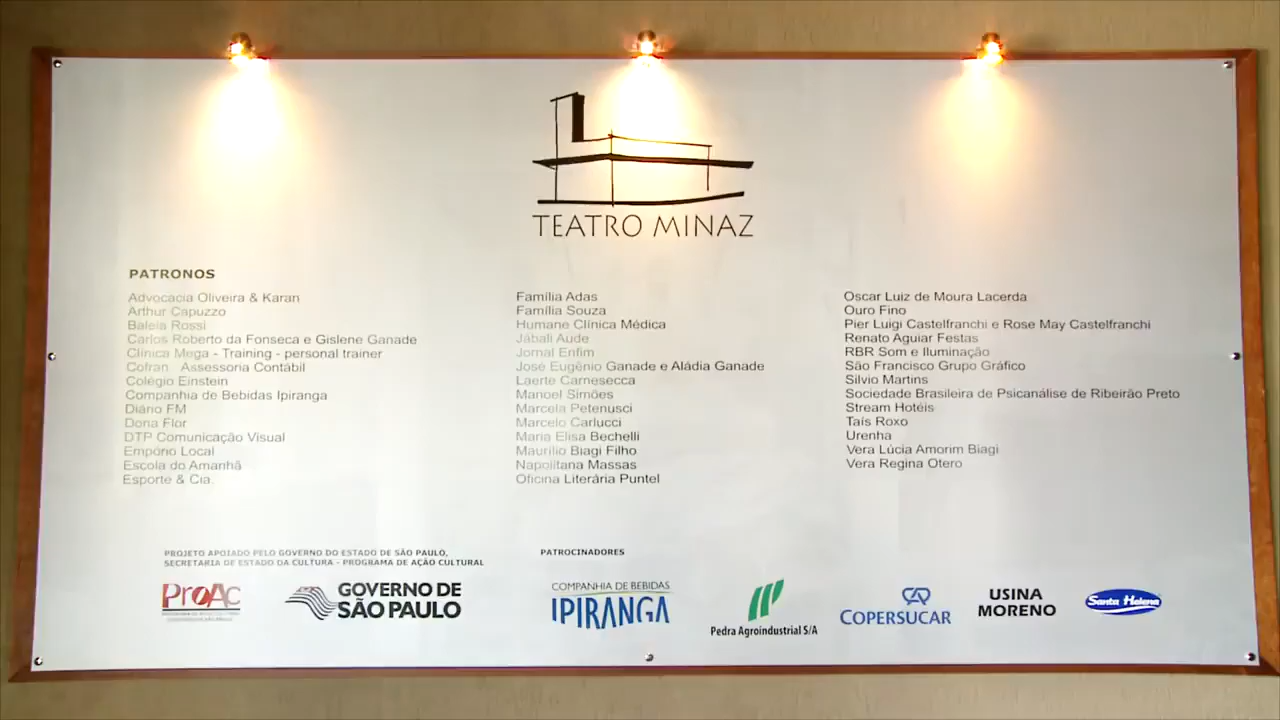 TEATRO MINAZ
PATRONOS
Advocacia Oliveira & Karan
Arthur Capuzzo
Baleia Rossi
Carlos Roberto da Fonseca e Gislene Ganade
Clínica Mega - Training - personal trainer
Cofran Assessoria Contábil
Colégio Einstein
Companhia de Bebidas Ipiranga
Diário FM
Dona Flor
DTP Comunicação Visual
Empório Local
Escola do Amanhã
Esporte & Cia.
Família Adas
Família Souza
Humane Clínica Médica
Jábali Aude
Jornal Enfim
José Eugênio Ganade e Aládia Ganade
Laerte Carnesecca
Manoel Simões
Marcela Petenusci
Marcelo Carlucci
Maria Elisa Bechelli
Maurílio Biagi Filho
Napolitana Massas
Oficina Literária Puntel
Oscar Luiz de Moura Lacerda
Ouro Fino
Pier Luigi Castelfranchi e Rose May Castelfranchi
Renato Aguiar Festas
RBR Som e Iluminação
São Francisco Grupo Gráfico
Silvio Martins
Sociedade Brasileira de Psicanálise de Ribeirão Preto
Stream Hotéis
Taís Roxo
Urenha
Vera Lúcia Amorim Biagi
Vera Regina Otero
PROJETO APOIADO PELO GOVERNO DO ESTADO DE SÃO PAULO,
SECRETARIA DE ESTADO DA CULTURA - PROGRAMA DE AÇÃO CULTURAL
ProAc
GOVERNO DE
SÃO PAULO
PATROCINADORES
COMPANHIA DE BEBIDAS
IPIRANGA
Pedra Agroindustrial S/A
COPERSUCAR
USINA
MORENO
Santa Helena